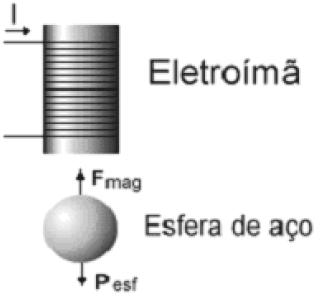 I
Eletroímã
Fmag
Esfera de aço
Pesf